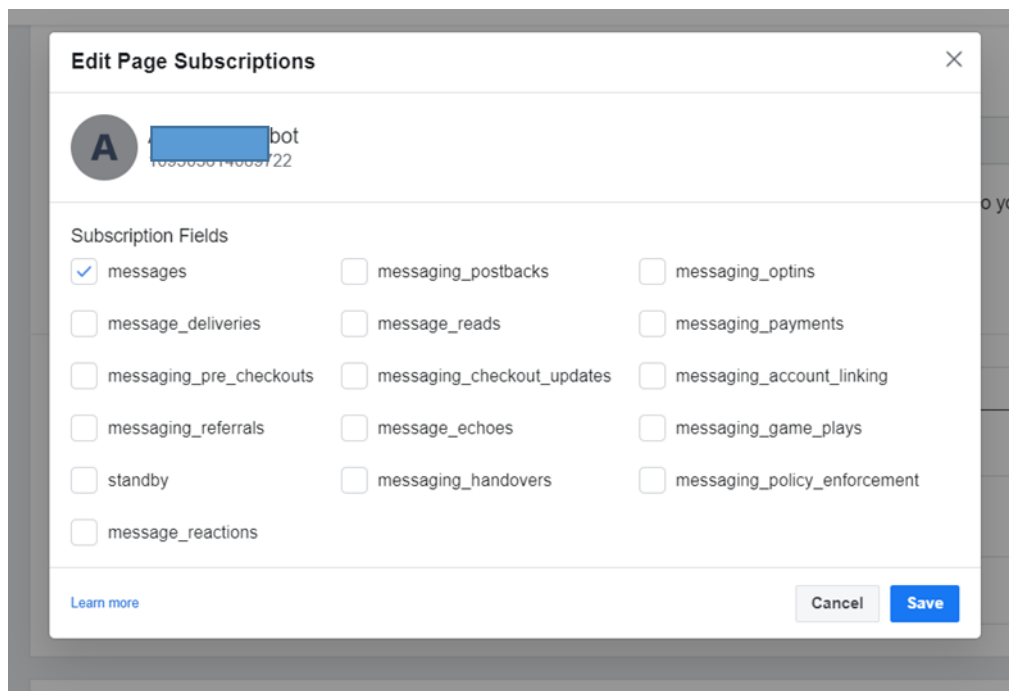 Edit Page Subscriptions
A
bot
722
Subscription Fields
messages messaging_postbacks messaging_optins
message_deliveries message_reads messaging_payments
messaging_pre_checkouts messaging_checkout_updates messaging_account_linking
messaging_referrals message_echoes messaging_game_plays
standby messaging_handovers messaging_policy_enforcement
message_reactions
Learn more Cancel Save